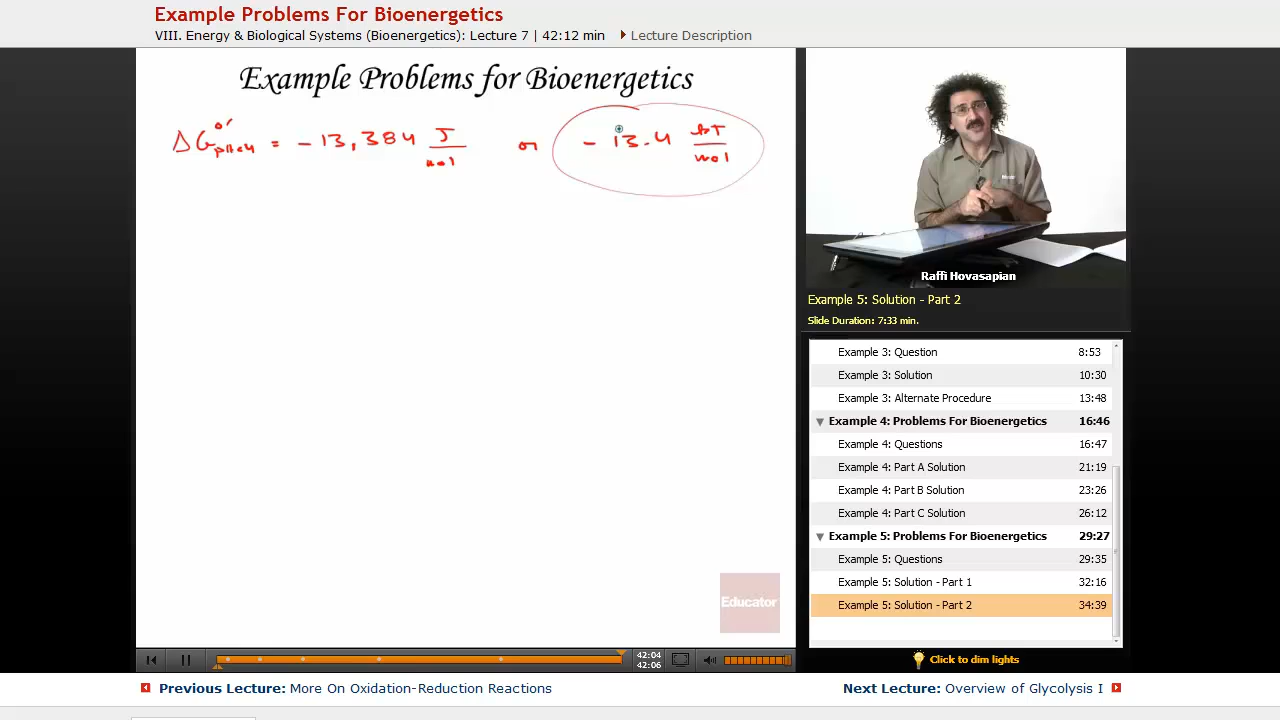 Example Problems For Bioenergetics
VIII. Energy & Biological Systems (Bioenergetics): Lecture 7 | 42:12 min Lecture Description
Example Problems for Bioenergetics
ΔG°' pH=4 = -13,384 J/mol or -13.4 kJ/mol
Raffi Hovasapian
Example 5: Solution - Part 2
Slide Duration: 7:33 min.
Example 3: Question 8:53
Example 3: Solution 10:30
Example 3: Alternate Procedure 13:48
Example 4: Problems For Bioenergetics 16:46
Example 4: Questions 16:47
Example 4: Part A Solution 21:19
Example 4: Part B Solution 23:26
Example 4: Part C Solution 26:12
Example 5: Problems For Bioenergetics 29:27
Example 5: Questions 29:35
Example 5: Solution - Part 1 32:16
Example 5: Solution - Part 2 34:39
Educator
42:04
42:06
Click to dim lights
Previous Lecture: More On Oxidation-Reduction Reactions
Next Lecture: Overview of Glycolysis I